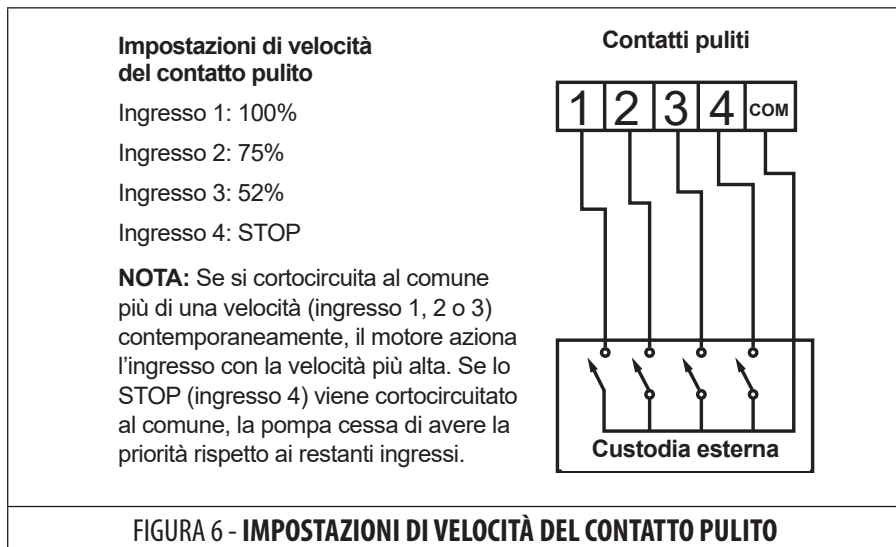 Impostazioni di velocità
del contatto pulito
Ingresso 1: 100%
Ingresso 2: 75%
Ingresso 3: 52%
Ingresso 4: STOP
NOTA: Se si cortocircuita al comune
più di una velocità (ingresso 1, 2 o 3)
contemporaneamente, il motore aziona
l’ingresso con la velocità più alta. Se lo
STOP (ingresso 4) viene cortocircuitato
al comune, la pompa cessa di avere la
priorità rispetto ai restanti ingressi.
Contatti puliti
1 2 3 4 COM
Custodia esterna
FIGURA 6 - IMPOSTAZIONI DI VELOCITÀ DEL CONTATTO PULITO